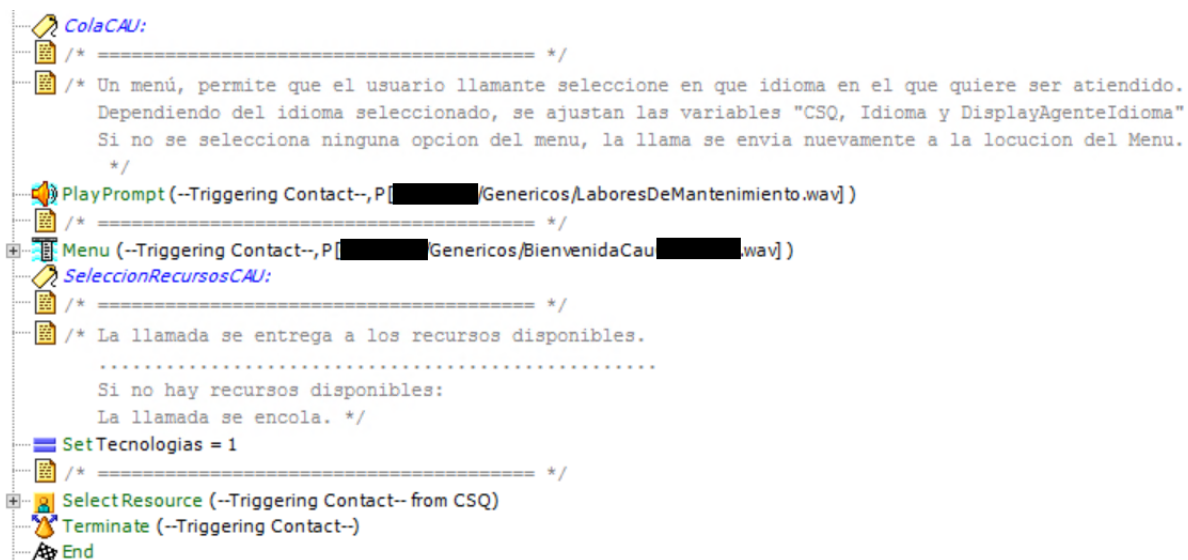 ColaCAU:
/* ======================================= */
/* Un menú, permite que el usuario llamante seleccione en que idioma en el que quiere ser atiendido.
Dependiendo del idioma seleccionado, se ajustan las variables "CSQ, Idioma y DisplayAgenteIdioma"
Si no se selecciona ninguna opcion del menu, la llama se envia nuevamente a la locucion del Menu.
*/
Play Prompt (--Triggering Contact--, P[ /Genericos/LaboresDeMantenimiento.wav] )
/* ======================================= */
Menu (--Triggering Contact--, P[ /Genericos/BienvenidaCau .wav] )
SeleccionRecursosCAU:
/* ======================================= */
/* La llamada se entrega a los recursos disponibles.
..................................................
Si no hay recursos disponibles:
La llamada se encola. */
Set Tecnologias = 1
/* ======================================= */
Select Resource (--Triggering Contact-- from CSQ)
Terminate (--Triggering Contact--)
End